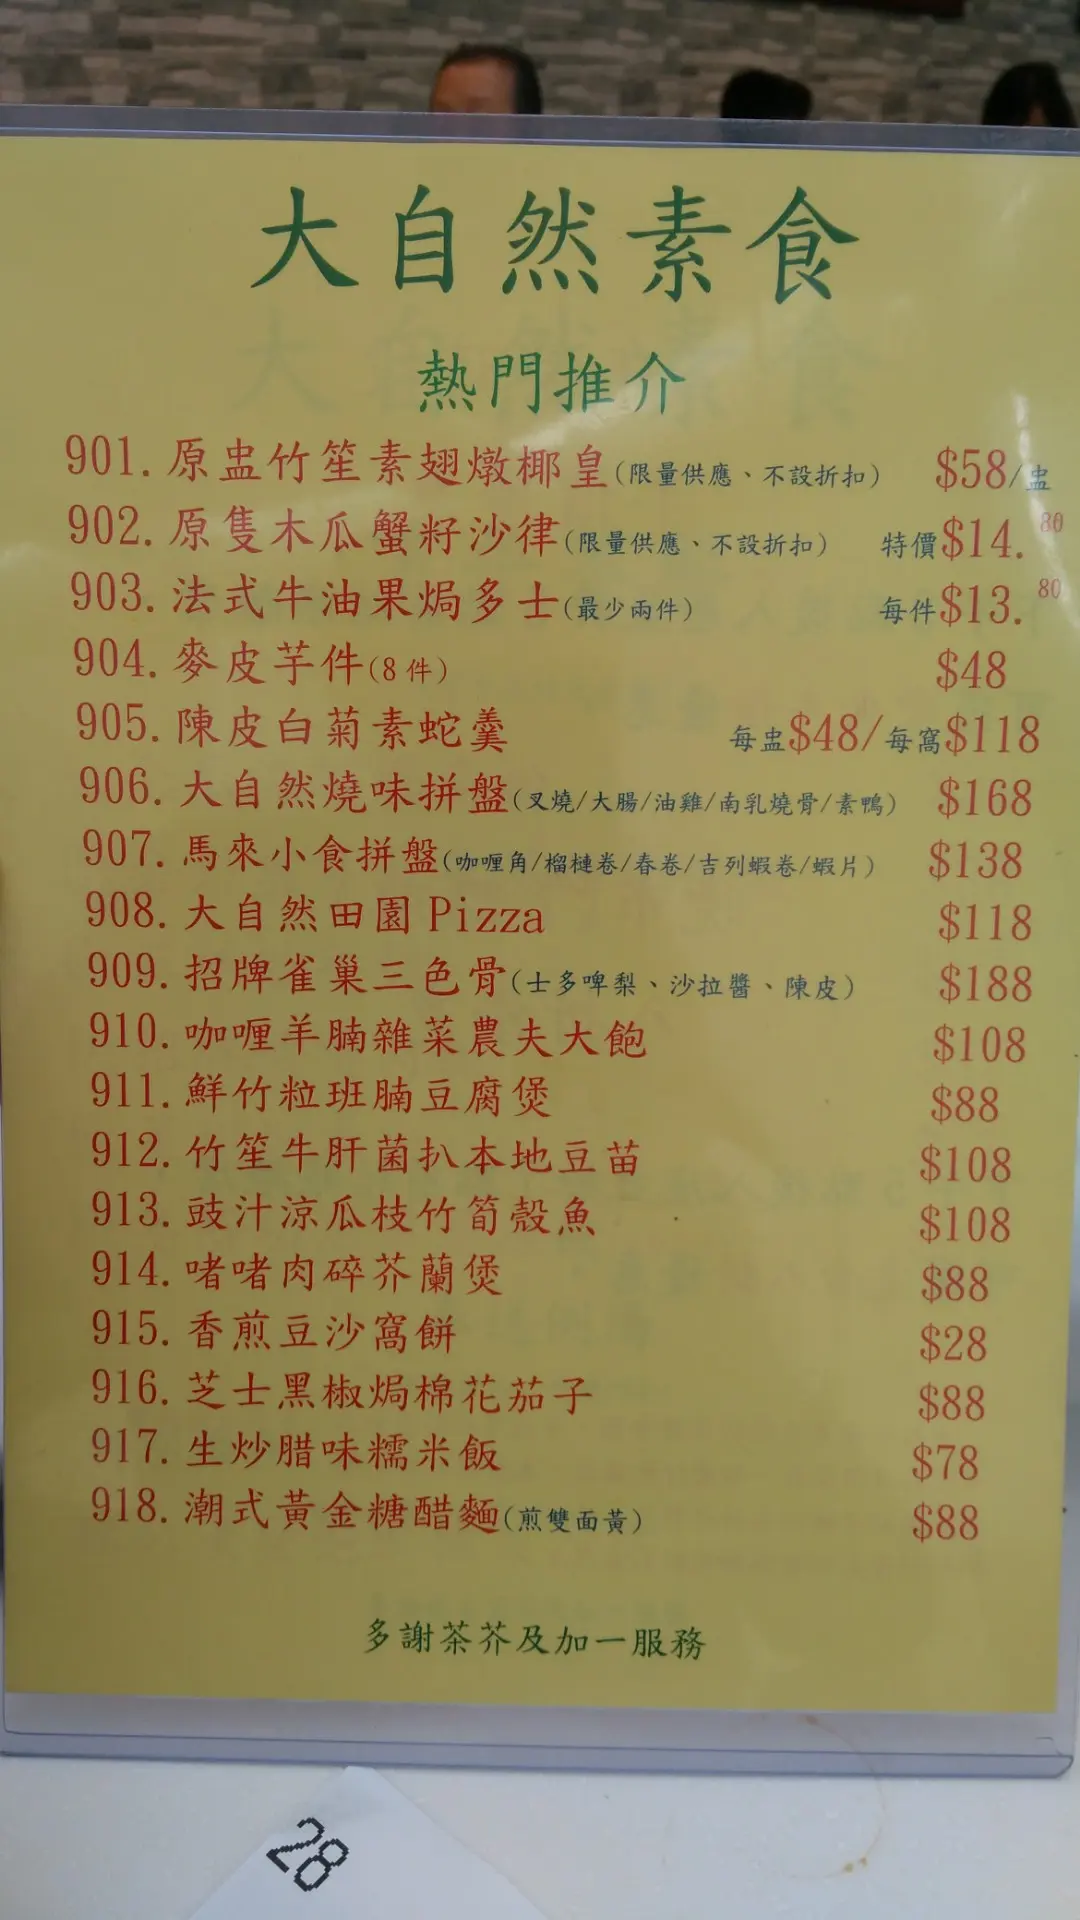 大自然素食
熱門推介
901. 原盅竹笙素翅燉椰皇(限量供應、不設折扣) $58/盅
902. 原隻木瓜蟹籽沙律(限量供應、不設折扣) 特價$14.80
903. 法式牛油果焗多士(最少兩件) 每件$13.80
904. 麥皮芋件(8件) $48
905. 陳皮白菊素蛇羹 每盅$48/每窩$118
906. 大自然燒味拼盤(叉燒/大腸/油雞/南乳燒骨/素鴨) $168
907. 馬來小食拼盤(咖喱角/榴槤卷/春卷/吉列蝦卷/蝦片) $138
908. 大自然田園Pizza $118
909. 招牌雀巢三色骨(士多啤梨、沙拉醬、陳皮) $188
910. 咖喱羊腩雜菜農夫大飽 $108
911. 鮮竹粒班腩豆腐煲 $88
912. 竹笙牛肝菌扒本地豆苗 $108
913. 豉汁涼瓜枝竹筍殼魚 $108
914. 啫啫肉碎芥蘭煲 $88
915. 香煎豆沙窩餅 $28
916. 芝士黑椒焗棉花茄子 $88
917. 生炒腊味糯米飯 $78
918. 潮式黃金糖醋麵(煎雙面黃) $88
多謝茶芥及加一服務
28